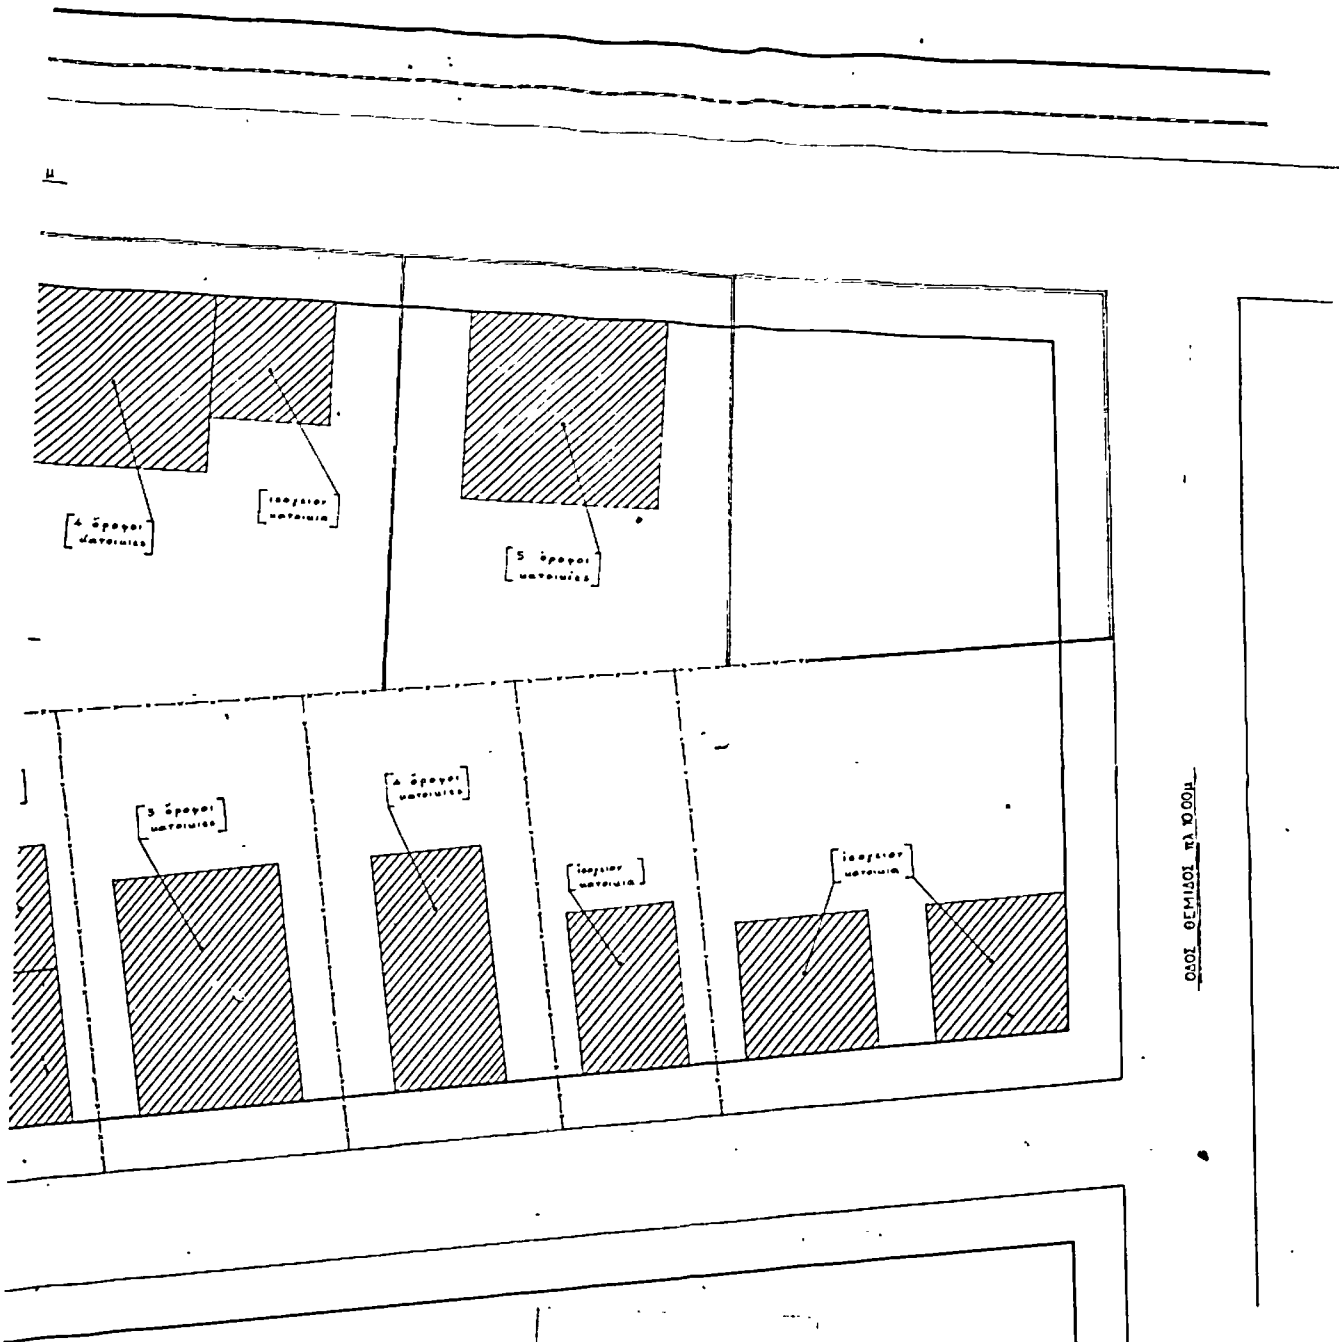 μ
4 όροφοι
κατοικίες
ισόγειον
κατοικία
5 όροφοι
κατοικίες
3 όροφοι
κατοικίες
4 όροφοι
κατοικίες
ισόγειον
κατοικία
ισόγειον
κατοικία
ΟΔΟΣ ΘΕΜΙΔΟΣ πλ 10.00μ